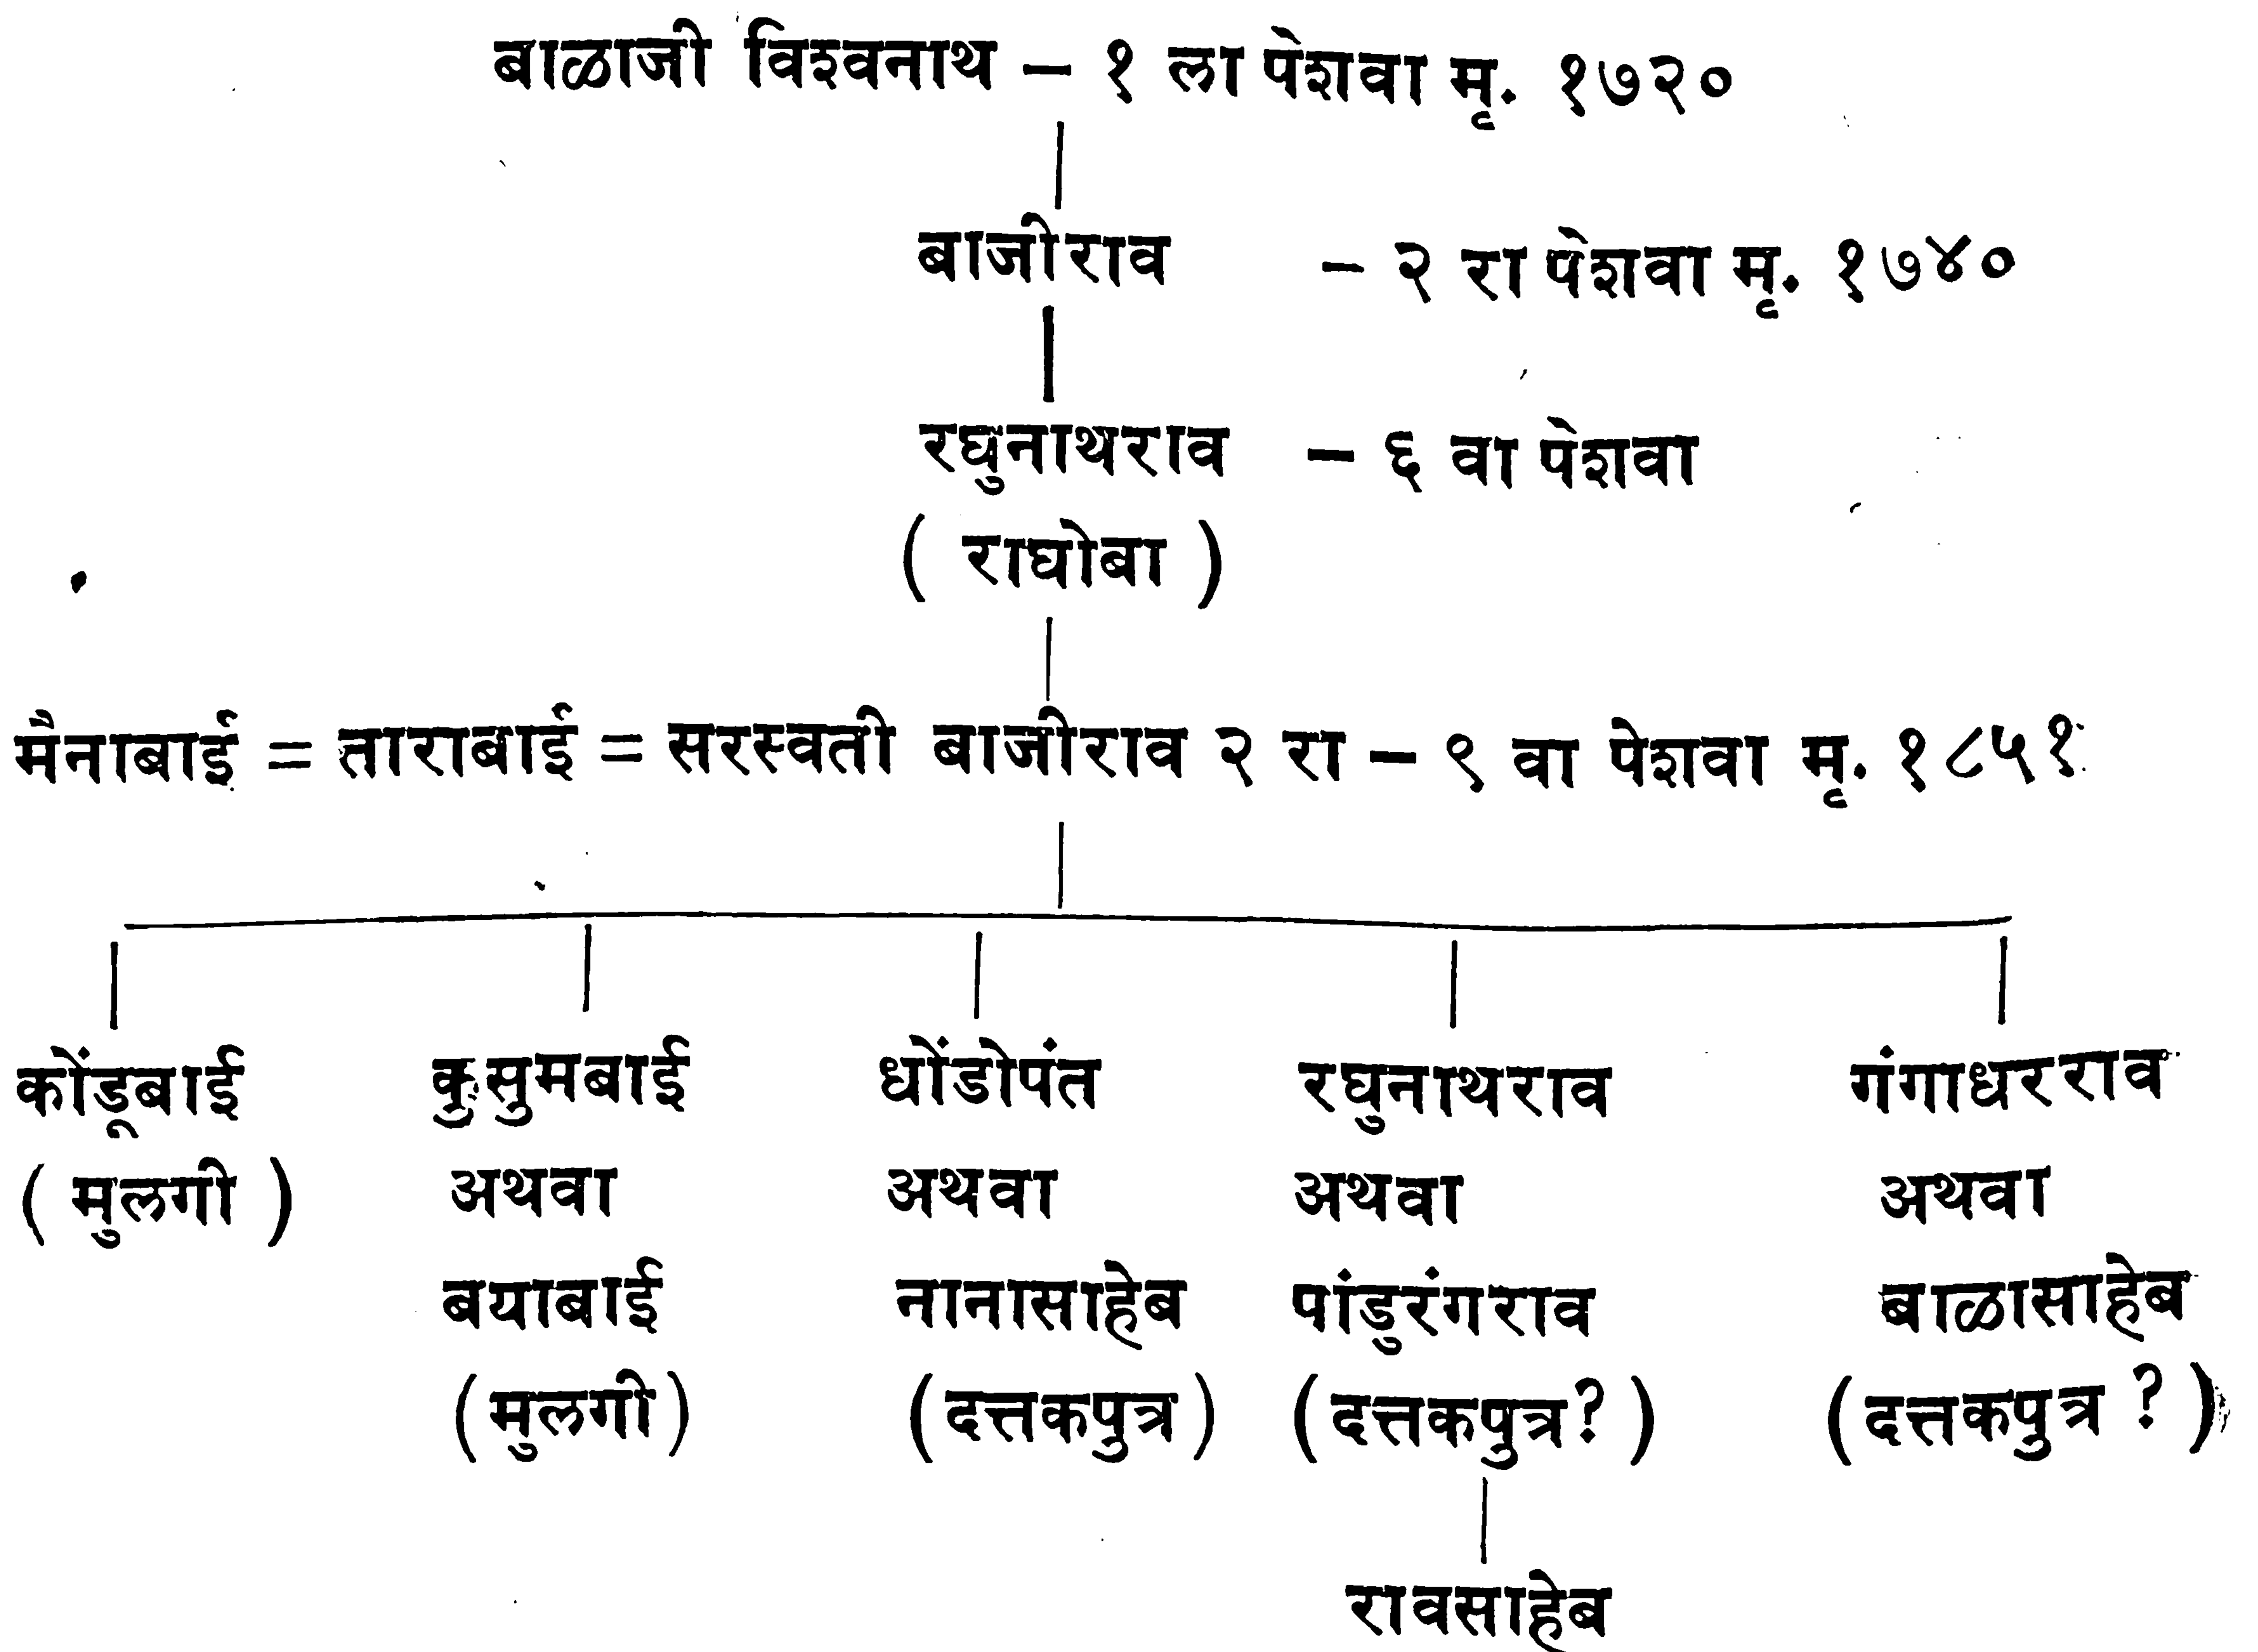 बाळाजी विश्वनाथ – १ ला पेशवा मृ. १७२०
बाजीराव – २ रा पेशवा मृ. १७४०
रघुनाथराव – ६ वा पेशवा
( राघोबा )
मैनाबाई = ताराबाई = सरस्वती बाजीराव २ रा – ९ वा पेशवा मृ. १८५१
कोंडूबाई कुसुमबाई धोंडोपंत रघुनाथराव गंगाधरराव
( मुलगी ) अथवा अथवा अथवा अथवा
बयाबाई नानासाहेब पांडुरंगराव बाळासाहेब
(मुलगी) (दत्तकपुत्र) (दत्तकपुत्र? ) (दत्तकपुत्र ? )
रावसाहेब